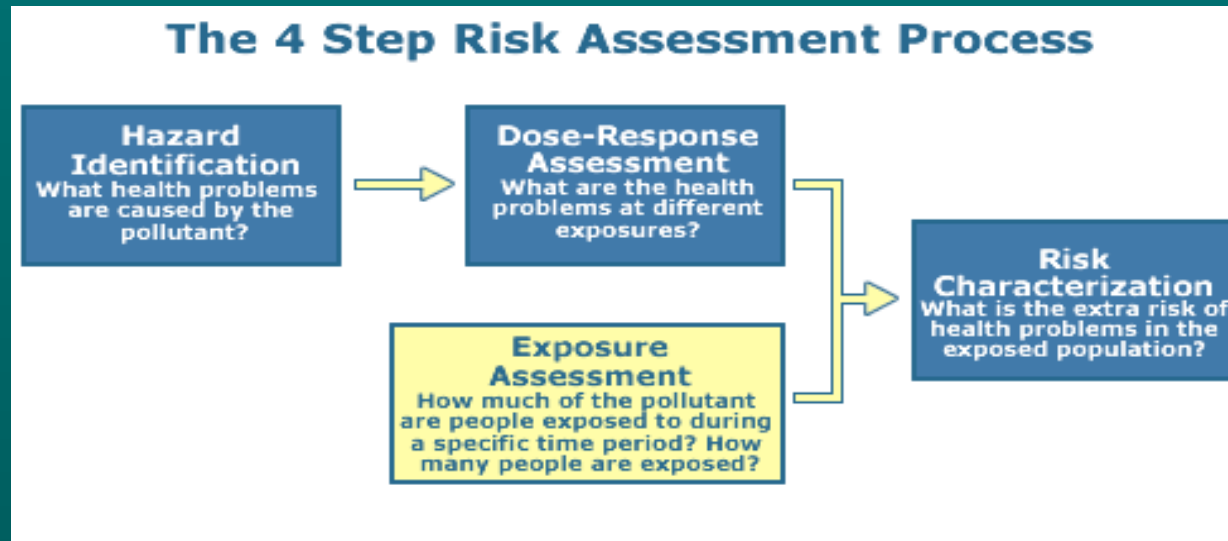 The 4 Step Risk Assessment Process
Hazard
Identification
What health problems
are caused by the
pollutant?
Dose-Response
Assessment
What are the health
problems at different
exposures?
Exposure
Assessment
How much of the pollutant
are people exposed to during
a specific time period? How
many people are exposed?
Risk
Characterization
What is the extra risk of
health problems in the
exposed population?